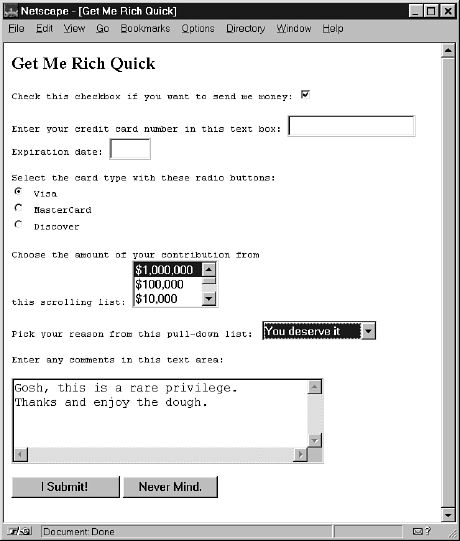 Netscape - [Get Me Rich Quick]
File Edit View Go Bookmarks Options Directory Window Help
Get Me Rich Quick
Check this checkbox if you want to send me money:
Enter your credit card number in this text box:
Expiration date:
Select the card type with these radio buttons:
Visa
MasterCard
Discover
Choose the amount of your contribution from
$1,000,000
$100,000
this scrolling list: $10,000
Pick your reason from this pull-down list: You deserve it
Enter any comments in this text area:
Gosh, this is a rare privilege.
Thanks and enjoy the dough.
I Submit! Never Mind.
Document: Done ?